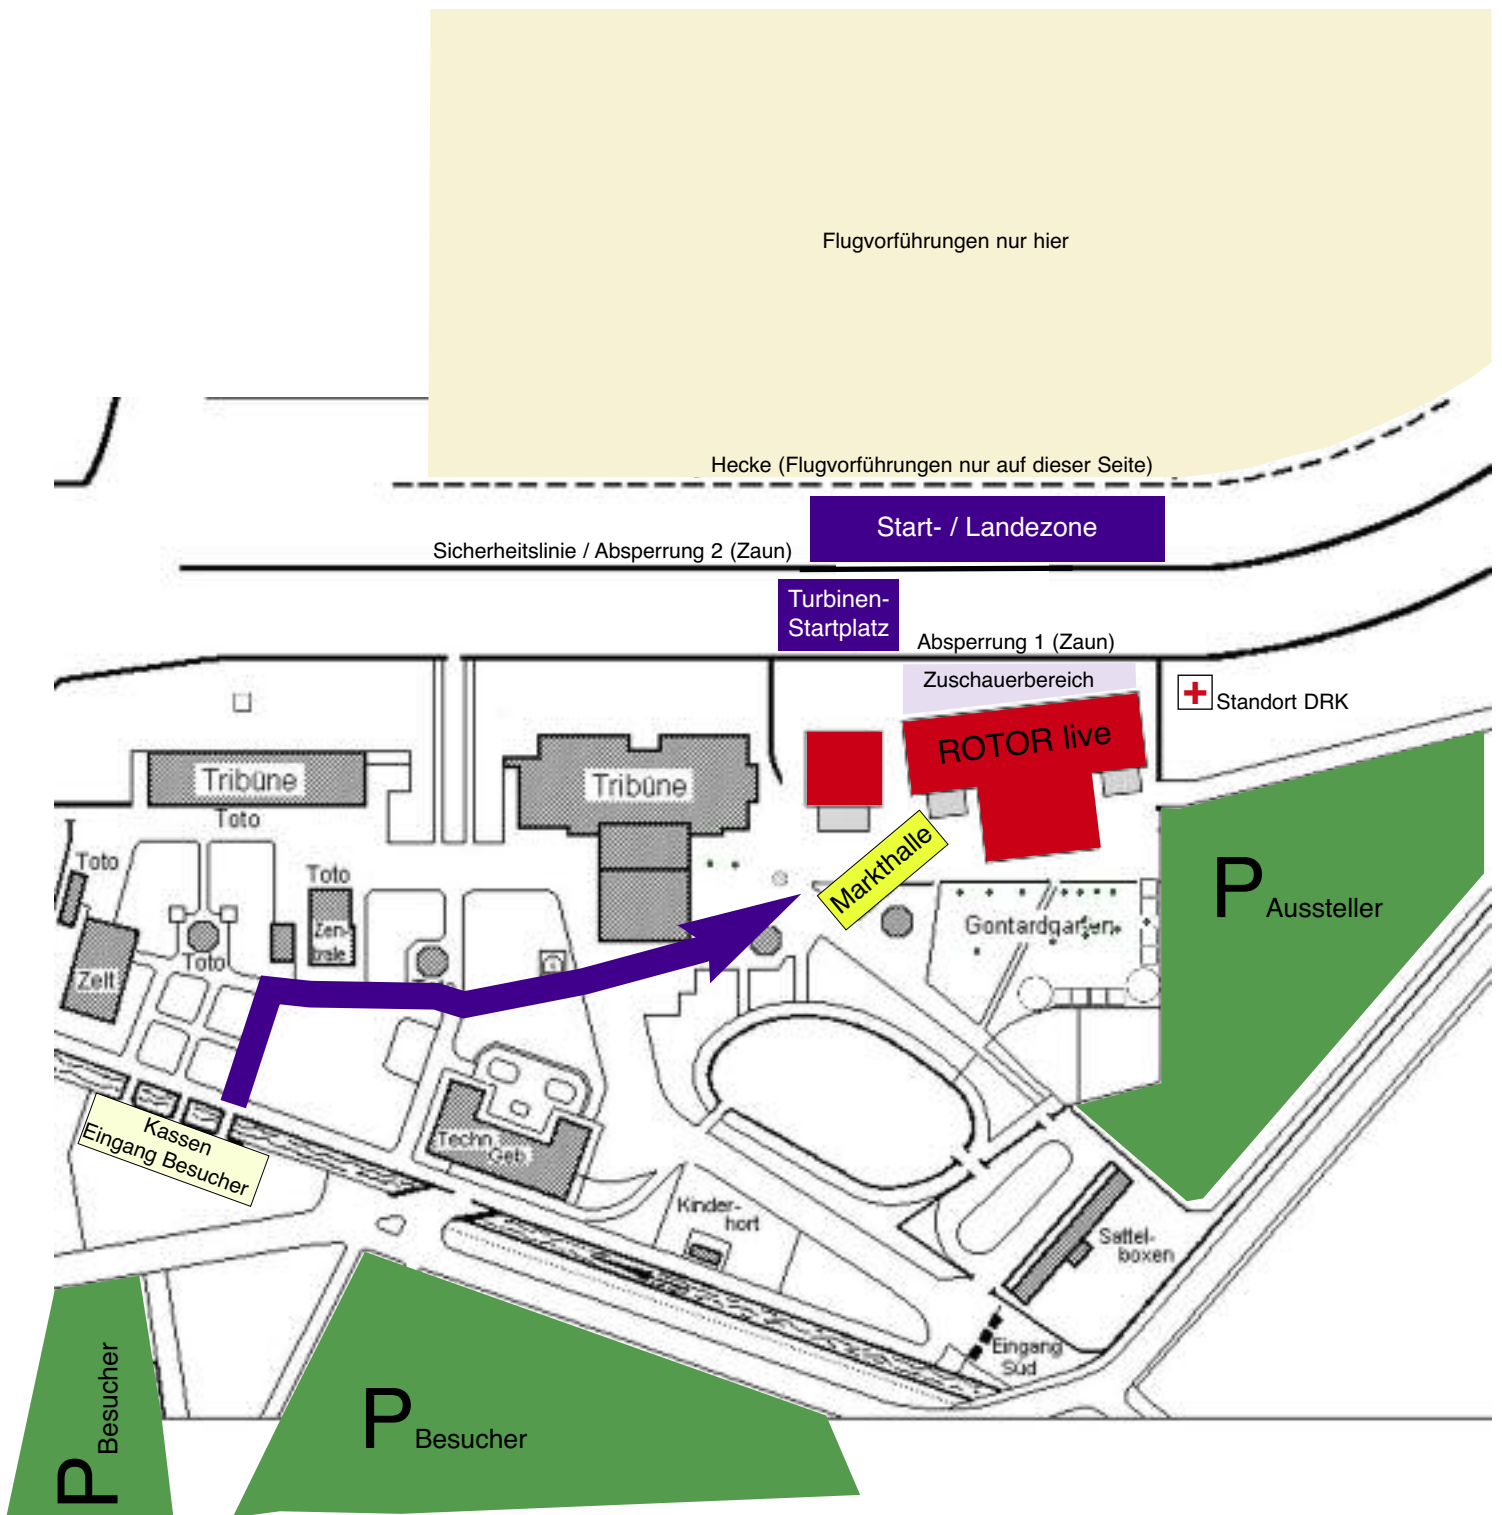 Flugvorführungen nur hier
Hecke (Flugvorführungen nur auf dieser Seite)
Start- / Landezone
Sicherheitslinie / Absperrung 2 (Zaun)
Turbinen-
Startplatz
Absperrung 1 (Zaun)
Zuschauerbereich
Standort DRK
ROTOR live
Tribüne
Toto
Tribüne
Toto
Toto
Markthalle
P Aussteller
Gontardgarten
Zen-
trale
Toto
Zelt
Kassen
Eingang Besucher
Techn.
Geb.
Kinder-
hort
Sattel-
boxen
Eingang
Süd
P Besucher
P Besucher